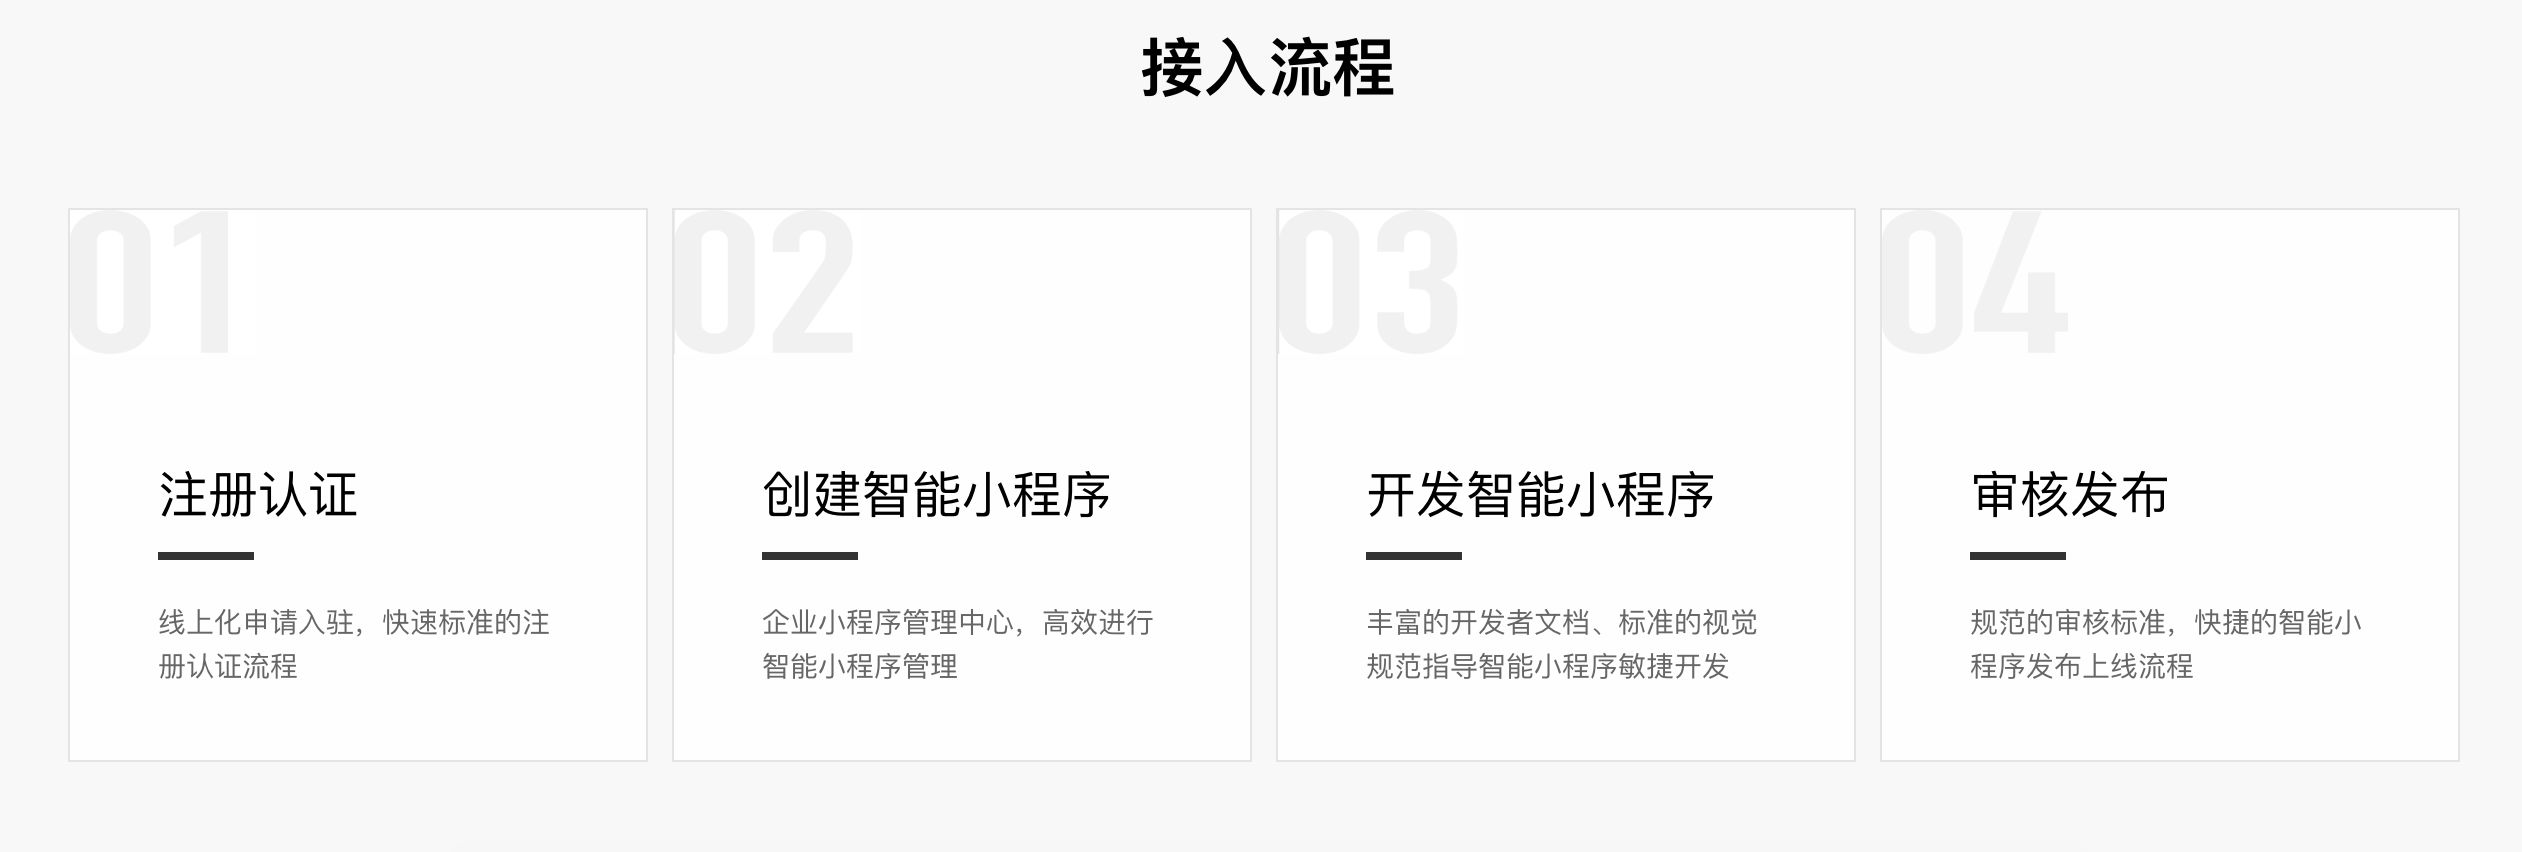 接入流程
01
注册认证
线上化申请入驻，快速标准的注
册认证流程
02
创建智能小程序
企业小程序管理中心，高效进行
智能小程序管理
03
开发智能小程序
丰富的开发者文档、标准的视觉
规范指导智能小程序敏捷开发
04
审核发布
规范的审核标准，快捷的智能小
程序发布上线流程